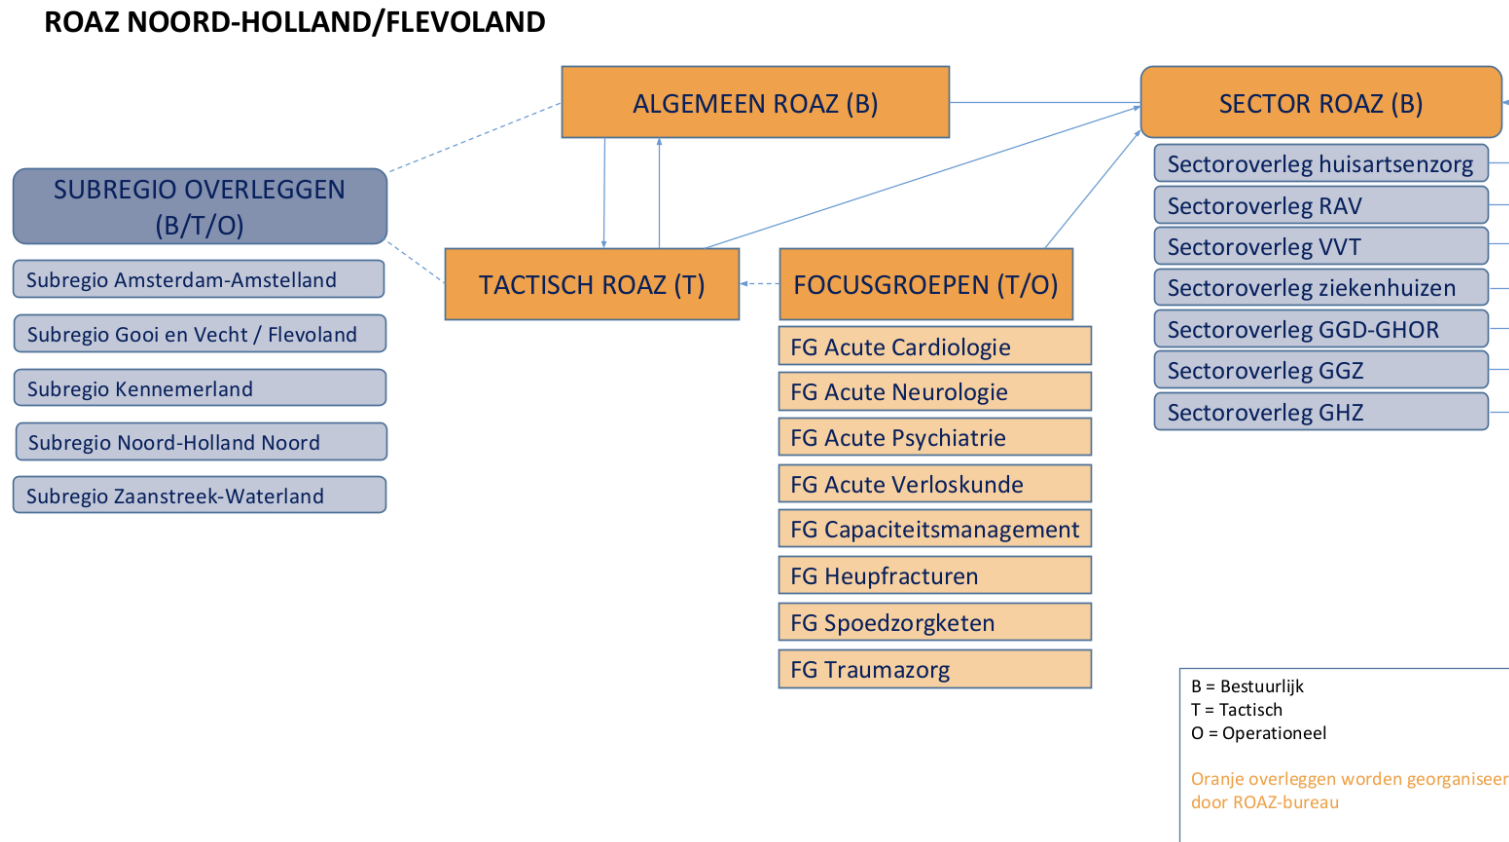 ROAZ NOORD-HOLLAND/FLEVOLAND
ALGEMEEN ROAZ (B)
SECTOR ROAZ (B)
Sectoroverleg huisartsenzorg
Sectoroverleg RAV
Sectoroverleg VVT
Sectoroverleg ziekenhuizen
Sectoroverleg GGD-GHOR
Sectoroverleg GGZ
Sectoroverleg GHZ
SUBREGIO OVERLEGGEN
(B/T/O)
Subregio Amsterdam-Amstelland
Subregio Gooi en Vecht / Flevoland
Subregio Kennemerland
Subregio Noord-Holland Noord
Subregio Zaanstreek-Waterland
TACTISCH ROAZ (T)
FOCUSGROEPEN (T/O)
FG Acute Cardiologie
FG Acute Neurologie
FG Acute Psychiatrie
FG Acute Verloskunde
FG Capaciteitsmanagement
FG Heupfracturen
FG Spoedzorgketen
FG Traumazorg
B = Bestuurlijk
T = Tactisch
O = Operationeel
Oranje overleggen worden georganiseer
door ROAZ-bureau